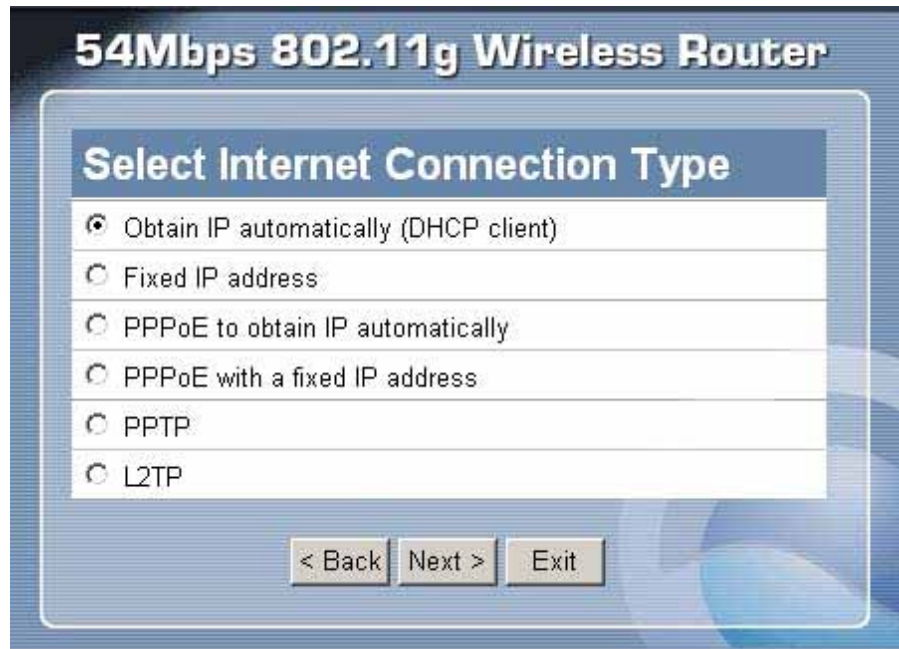 54Mbps 802.11g Wireless Router
Select Internet Connection Type
Obtain IP automatically (DHCP client)
Fixed IP address
PPPoE to obtain IP automatically
PPPoE with a fixed IP address
PPTP
L2TP
< Back Next > Exit